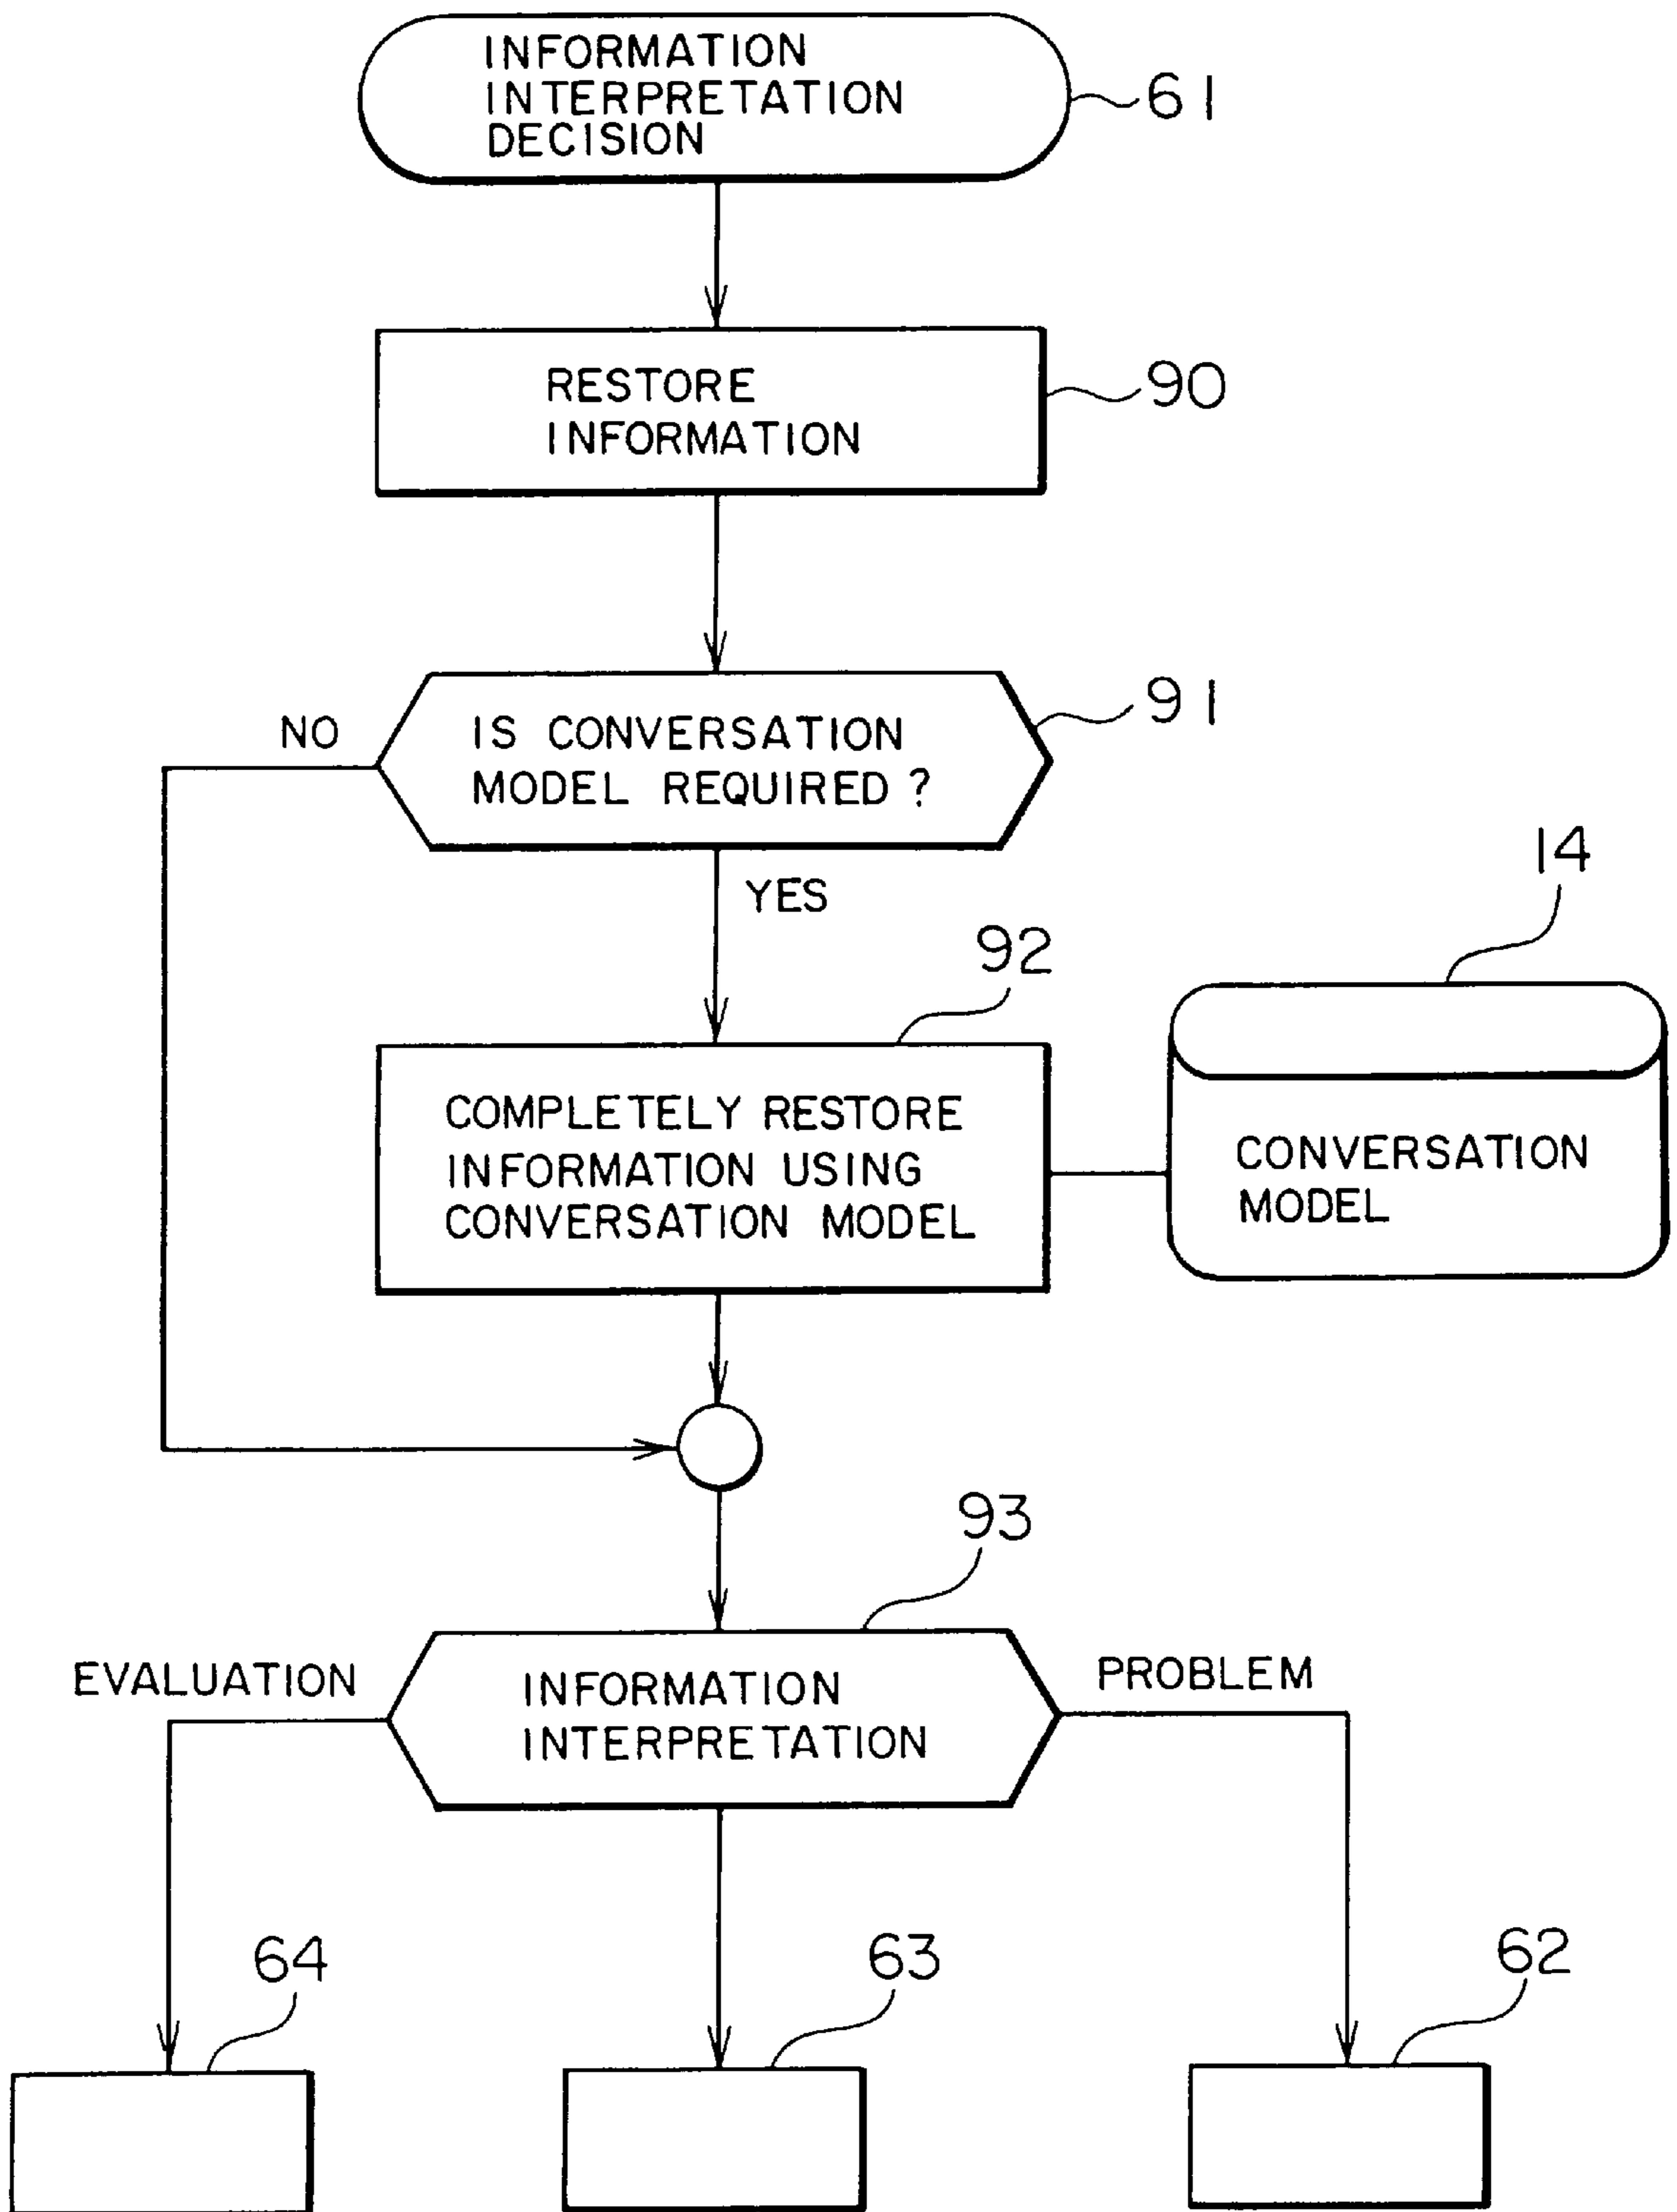 INFORMATION
INTERPRETATION
DECISION
61
RESTORE
INFORMATION
90
91
NO
IS CONVERSATION
MODEL REQUIRED ?
YES
14
92
COMPLETELY RESTORE
INFORMATION USING
CONVERSATION MODEL
CONVERSATION
MODEL
93
EVALUATION
INFORMATION
INTERPRETATION
PROBLEM
64
63
62